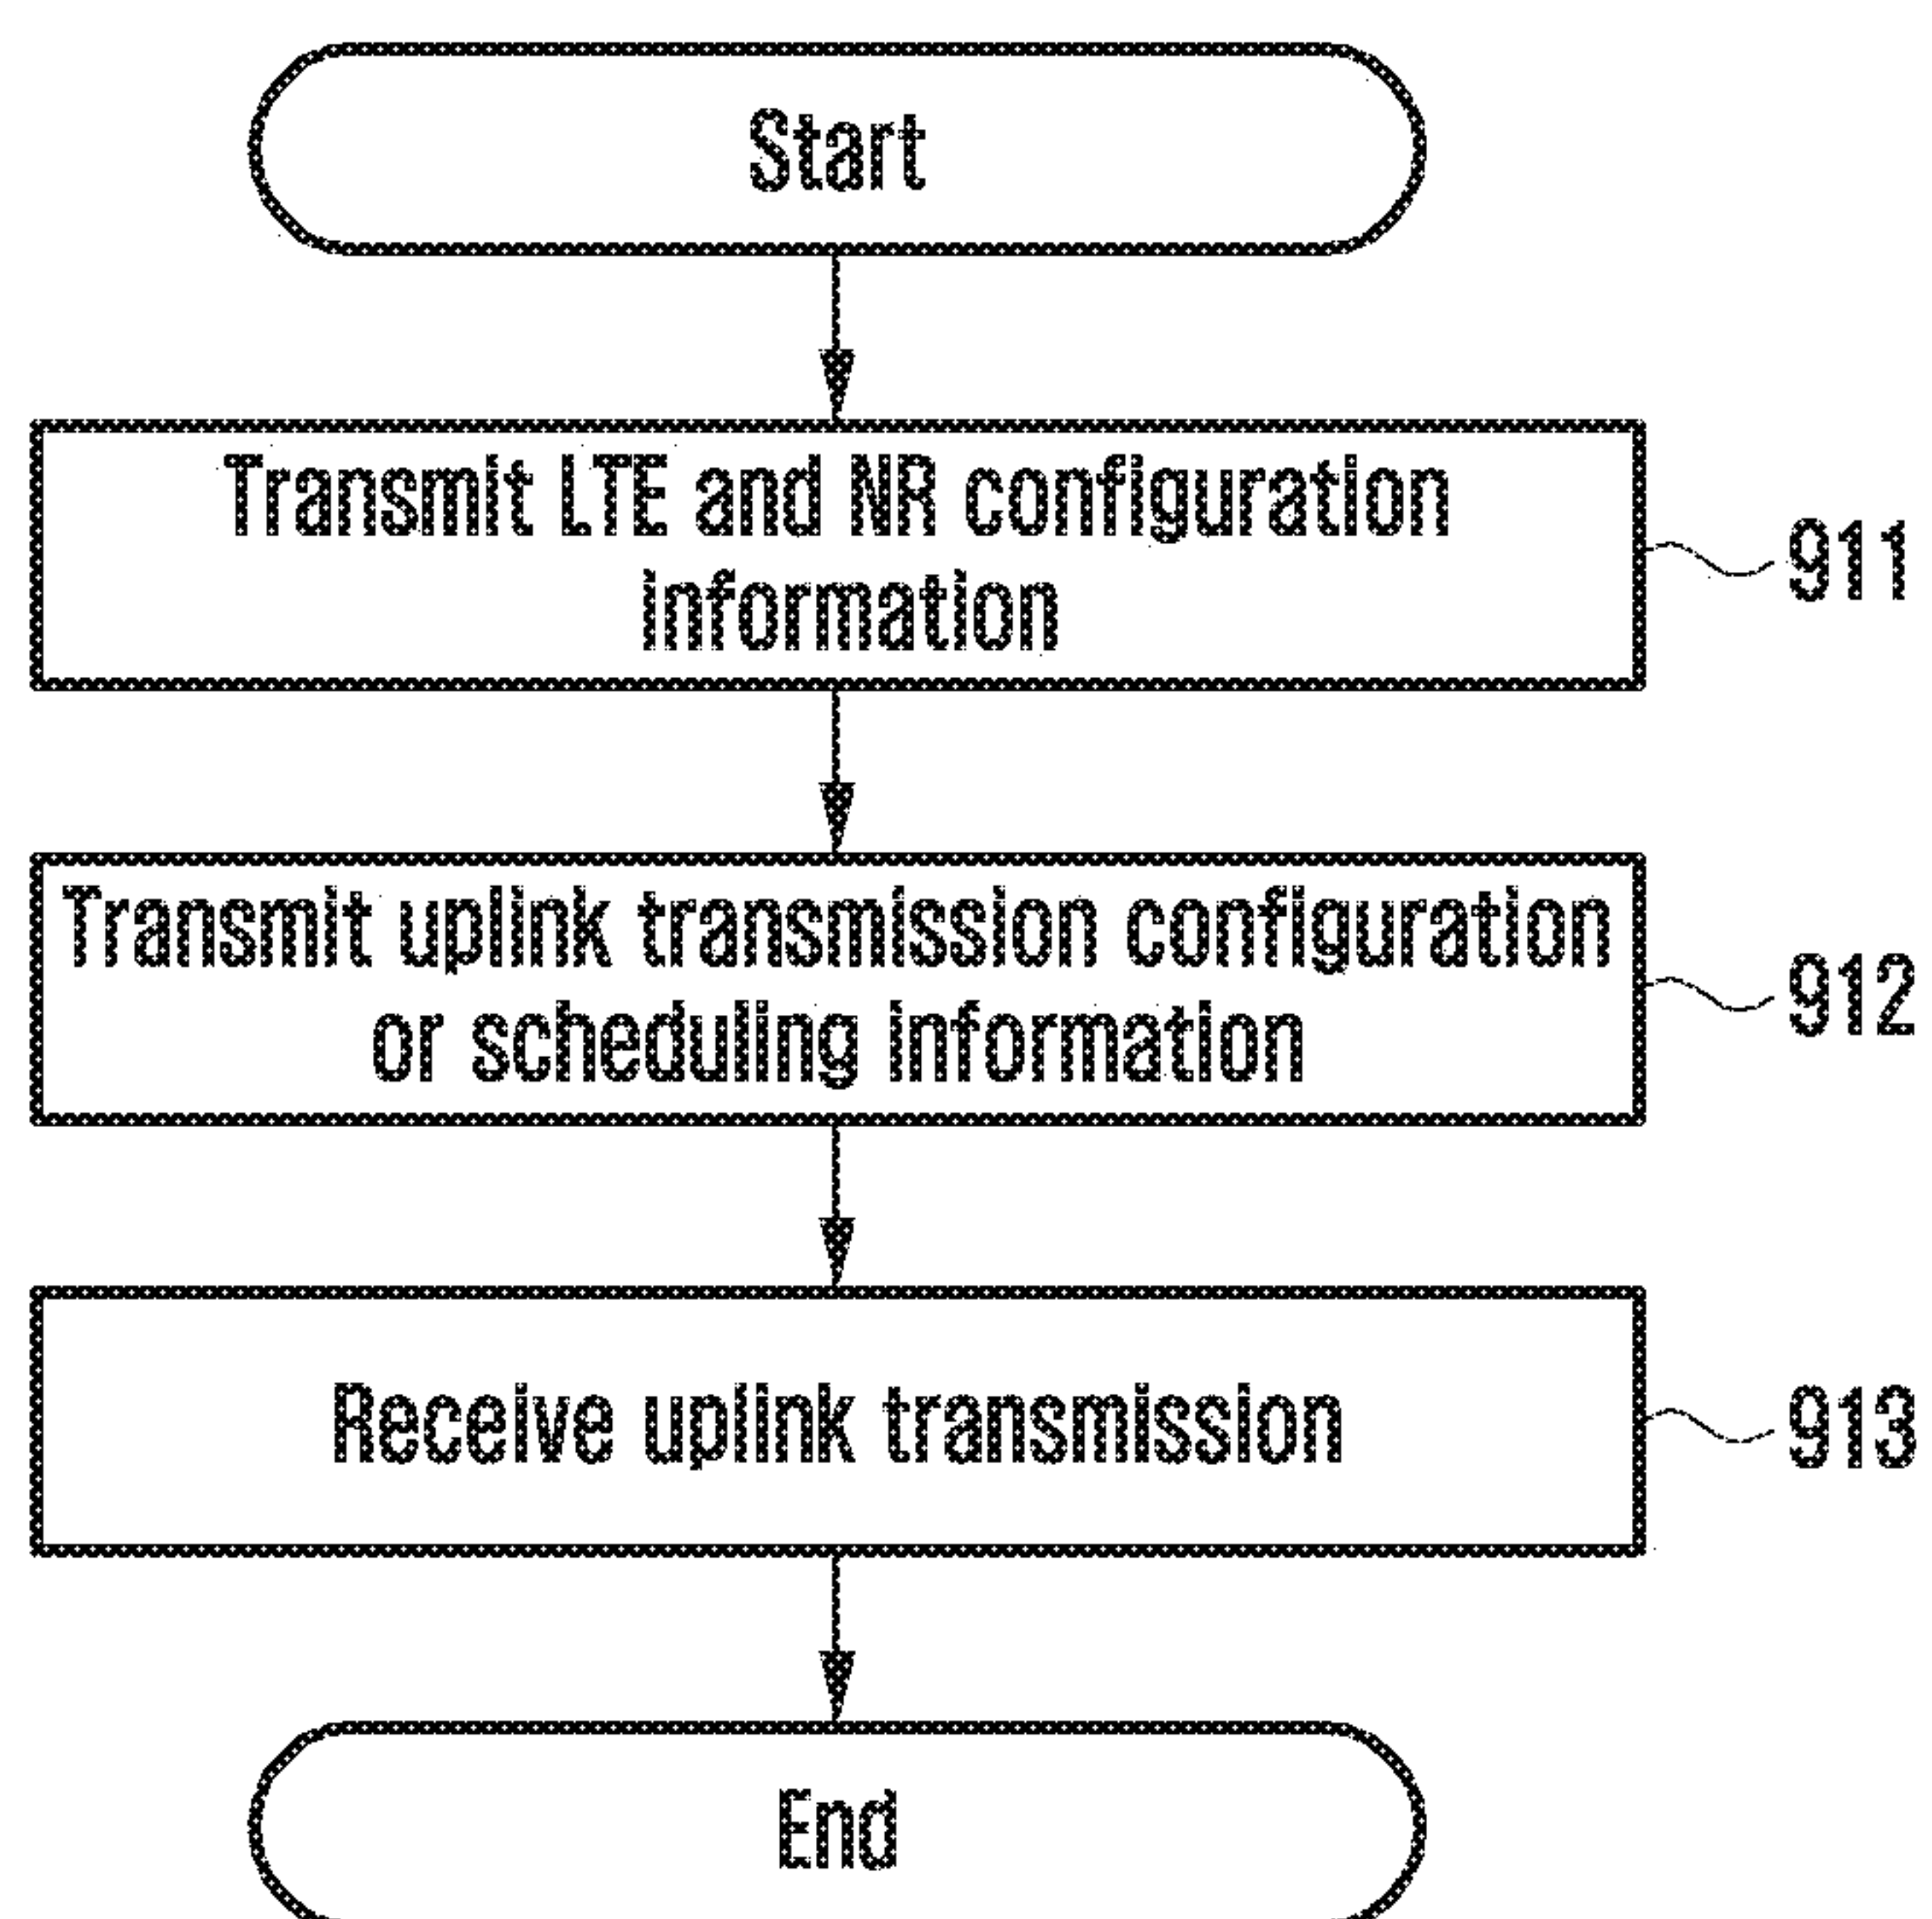 Start
Transmit LTE and NR configuration
information
911
Transmit uplink transmission configuration
or scheduling information
912
Receive uplink transmission
913
End